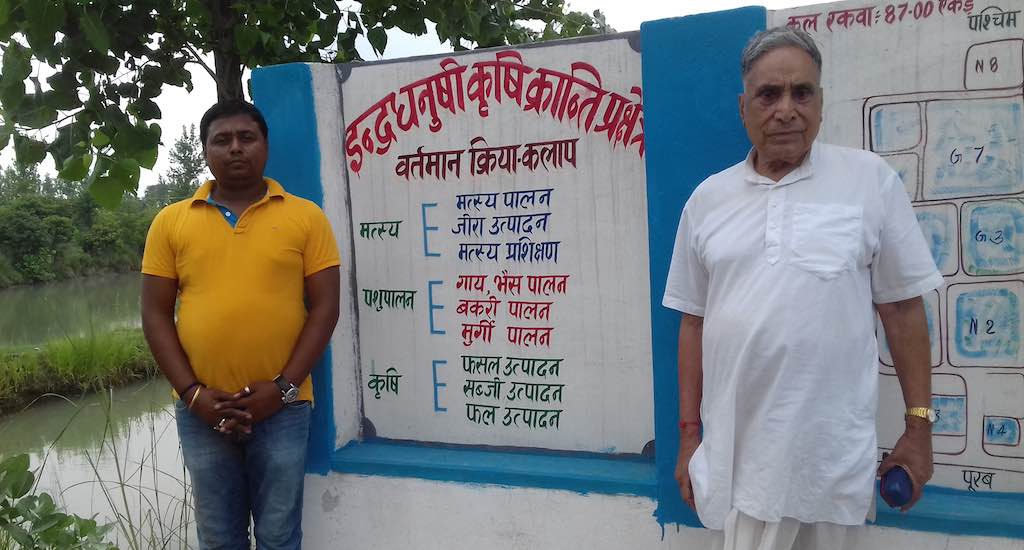 इन्द्रधनुषी कृषि क्रान्ति प्रक्षेत्र
वर्तमान क्रिया-कलाप
मत्स्य
मत्स्य पालन
जीरा उत्पादन
मत्स्य प्रशिक्षण
पशुपालन
गाय, भैस पालन
बकरी पालन
मुर्गी पालन
कृषि
फसल उत्पादन
सब्जी उत्पादन
फल उत्पादन
कुल रकवा: 87.00 एकड़
पश्चिम
N 8
G 7
G 3
N 2
N 4
पूरब